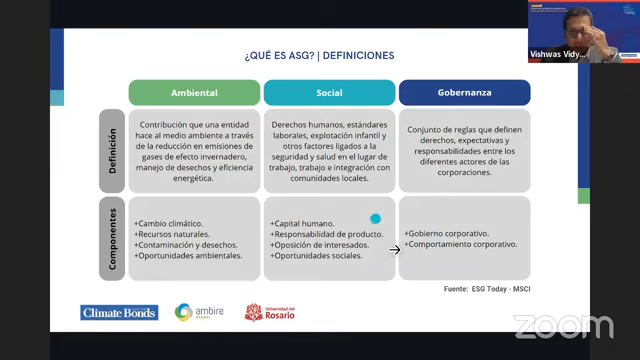 ¿QUÉ ES ASG? | DEFINICIONES
Ambiental
Social
Gobernanza
Definición
Contribución que una entidad
hace al medio ambiente a través
de la reducción en emisiones de
gases de efecto invernadero,
manejo de desechos y eficiencia
energética.
Derechos humanos, estándares
laborales, explotación infantil y
otros factores ligados a la
seguridad y salud en el lugar de
trabajo, trabajo e integración con
comunidades locales.
Conjunto de reglas que definen
derechos, expectativas y
responsabilidades entre los
diferentes actores de las
corporaciones.
Componentes
+Cambio climático.
+Recursos naturales.
+Contaminación y desechos.
+Oportunidades ambientales.
+Capital humano.
+Responsabilidad de producto.
+Oposición de interesados.
+Oportunidades sociales.
+Gobierno corporativo.
+Comportamiento corporativo.
Fuente: ESG Today - MSCI
Climate Bonds
ambire
GLOBAL
Universidad del
Rosario
Vishwas Vidy...
zoom